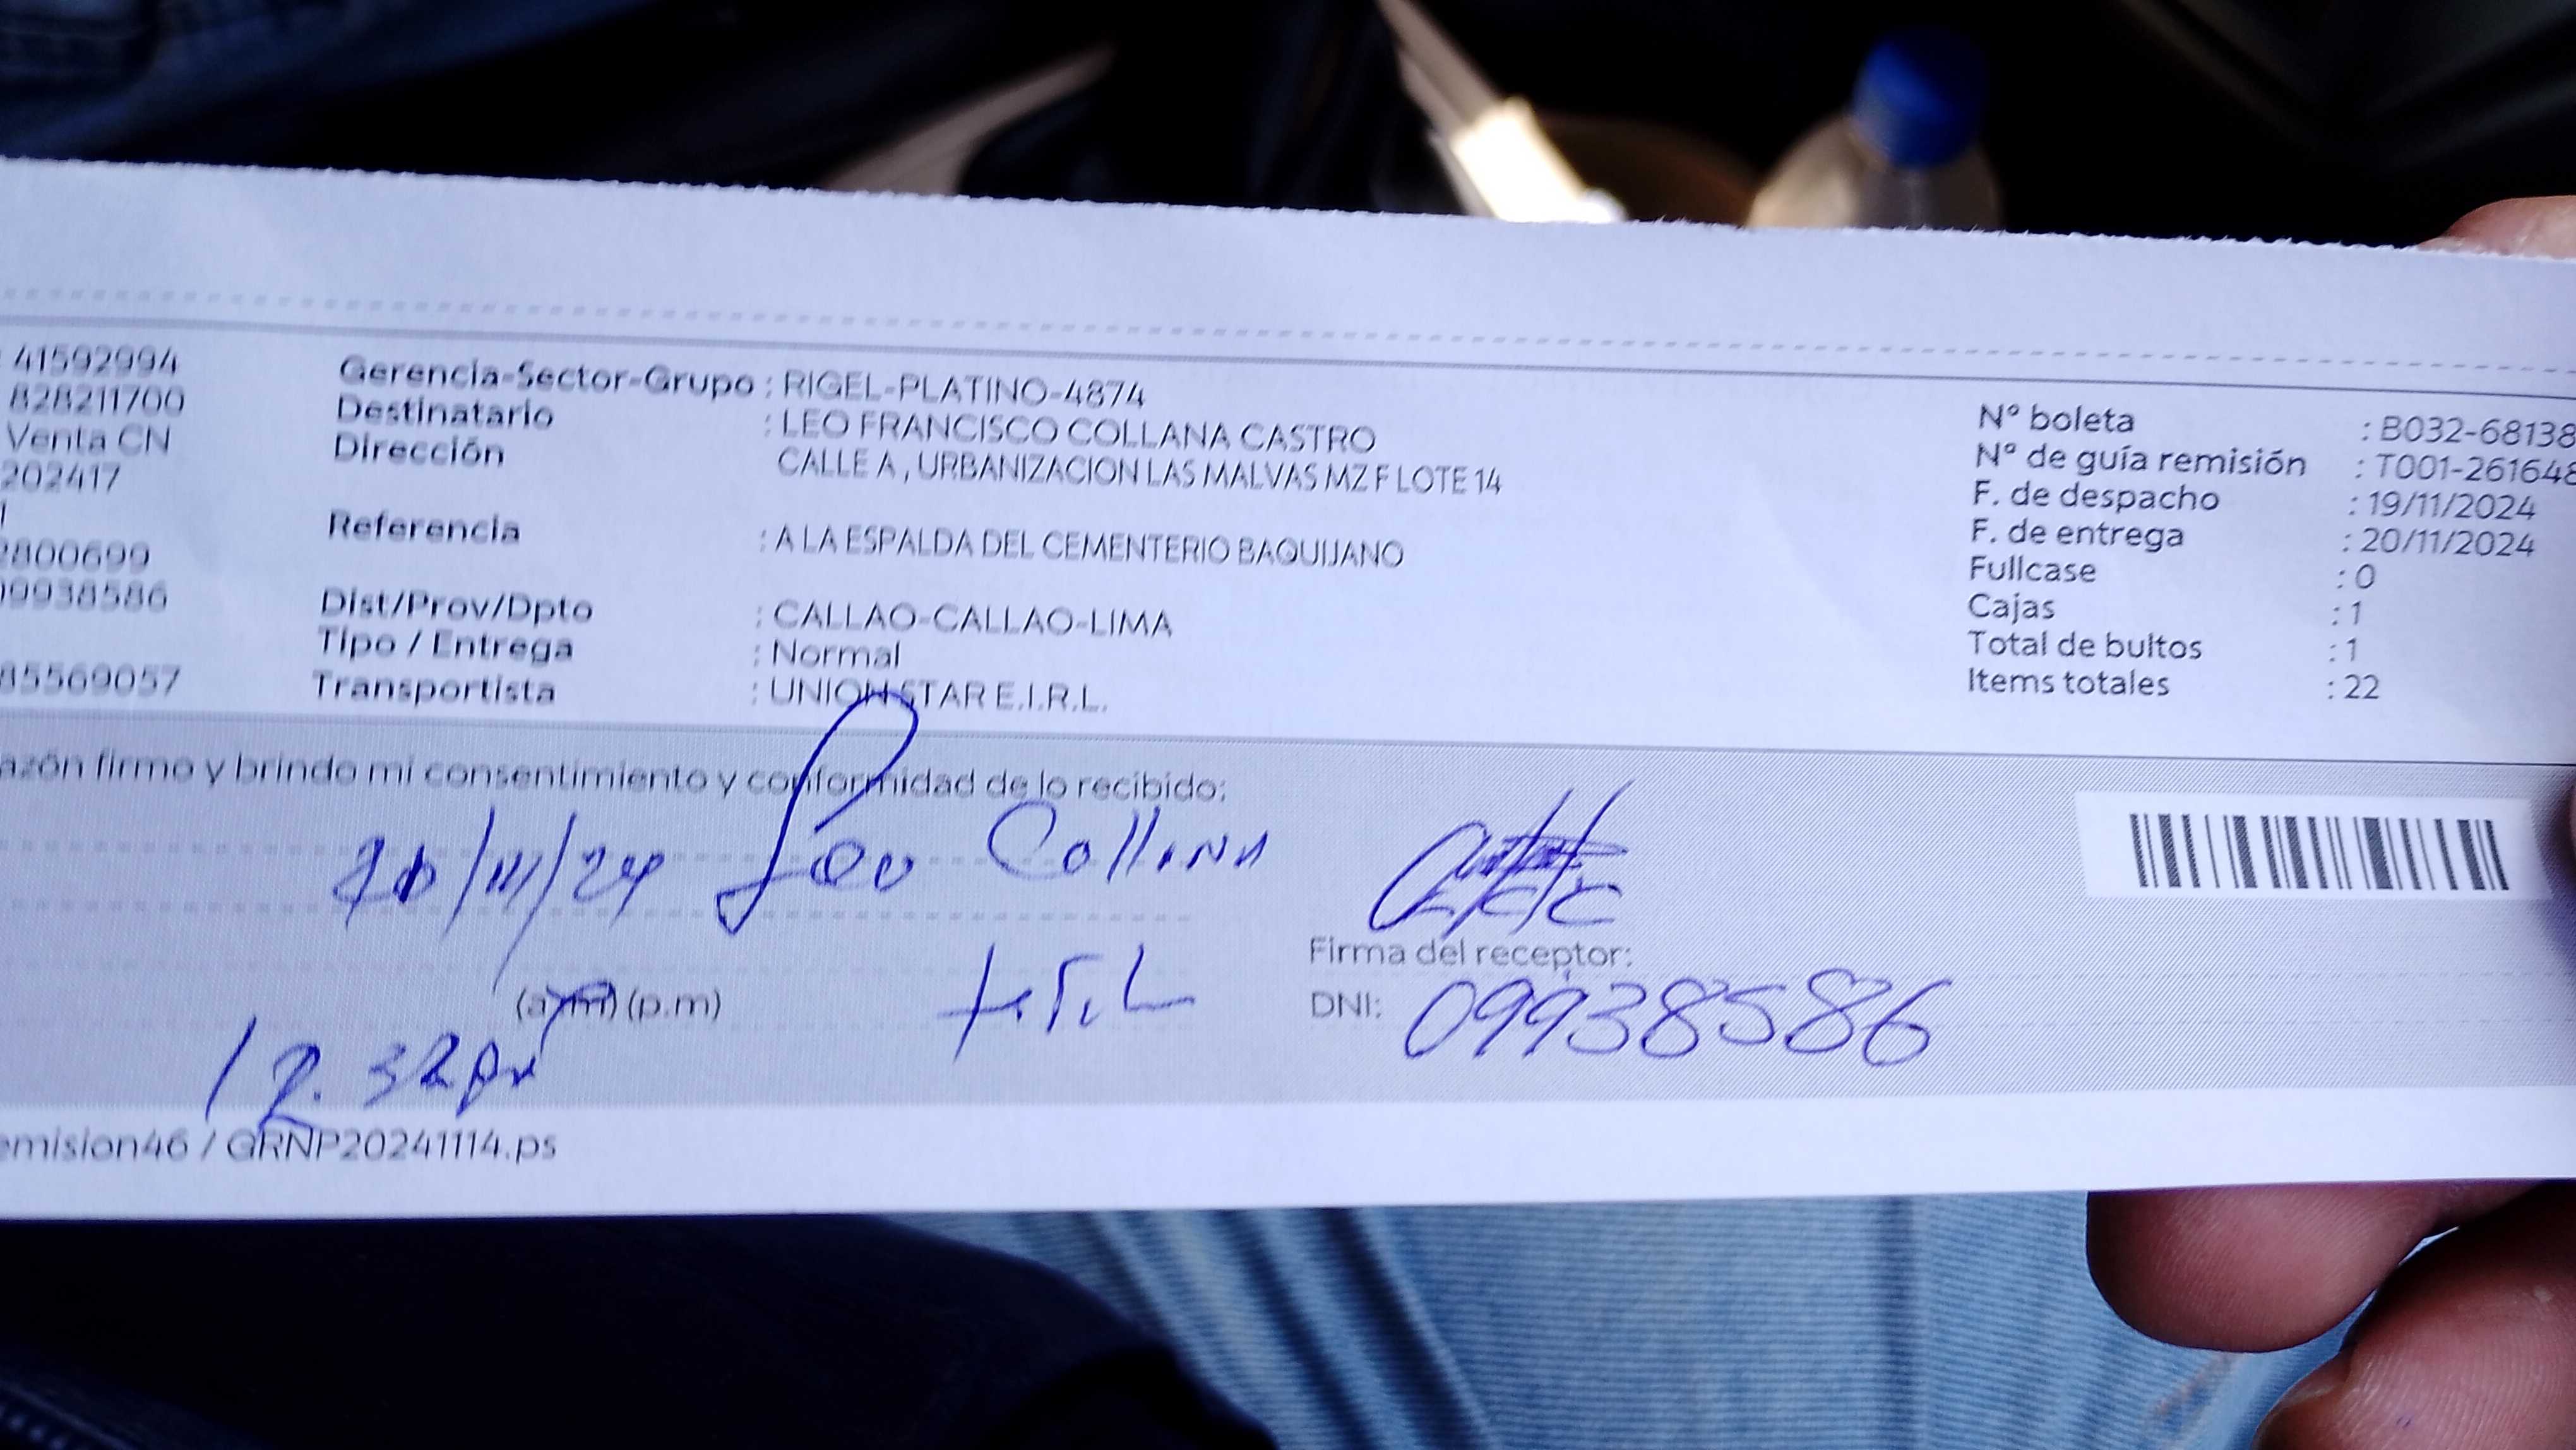 : 41592994
828211700
Venta CN
202417
1
2800699
09938586
85569057
Gerencia-Sector-Grupo : RIGEL-PLATINO-4874
Destinatario : LEO FRANCISCO COLLANA CASTRO
Dirección CALLE A , URBANIZACION LAS MALVAS MZ F LOTE 14
Referencia : A LA ESPALDA DEL CEMENTERIO BAQUIJANO
Dist/Prov/Dpto : CALLAO-CALLAO-LIMA
Tipo / Entrega : Normal
Transportista : UNION STAR E.I.R.L.
N° boleta : B032-68138
N° de guía remisión : T001-261648
F. de despacho : 19/11/2024
F. de entrega : 20/11/2024
Fullcase : 0
Cajas : 1
Total de bultos : 1
Items totales : 22
azón firmo y brindo mi consentimiento y conformidad de lo recibido:
20/11/24 Leo Collana
Firma del receptor:
(a.m) (p.m)
DNI: 09938586
12.32 pm
emision46 / GRNP20241114.ps